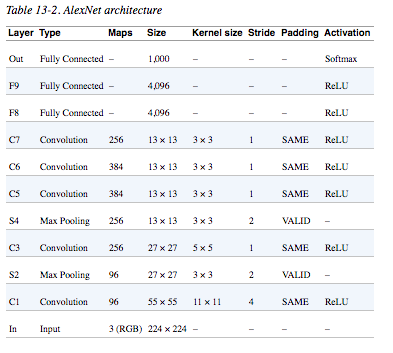 Table 13-2. AlexNet architecture
Layer Type Maps Size Kernel size Stride Padding Activation
Out Fully Connected – 1,000 – – – Softmax
F9 Fully Connected – 4,096 – – – ReLU
F8 Fully Connected – 4,096 – – – ReLU
C7 Convolution 256 13 × 13 3 × 3 1 SAME ReLU
C6 Convolution 384 13 × 13 3 × 3 1 SAME ReLU
C5 Convolution 384 13 × 13 3 × 3 1 SAME ReLU
S4 Max Pooling 256 13 × 13 3 × 3 2 VALID –
C3 Convolution 256 27 × 27 5 × 5 1 SAME ReLU
S2 Max Pooling 96 27 × 27 3 × 3 2 VALID –
C1 Convolution 96 55 × 55 11 × 11 4 SAME ReLU
In Input 3 (RGB) 224 × 224 – – – –